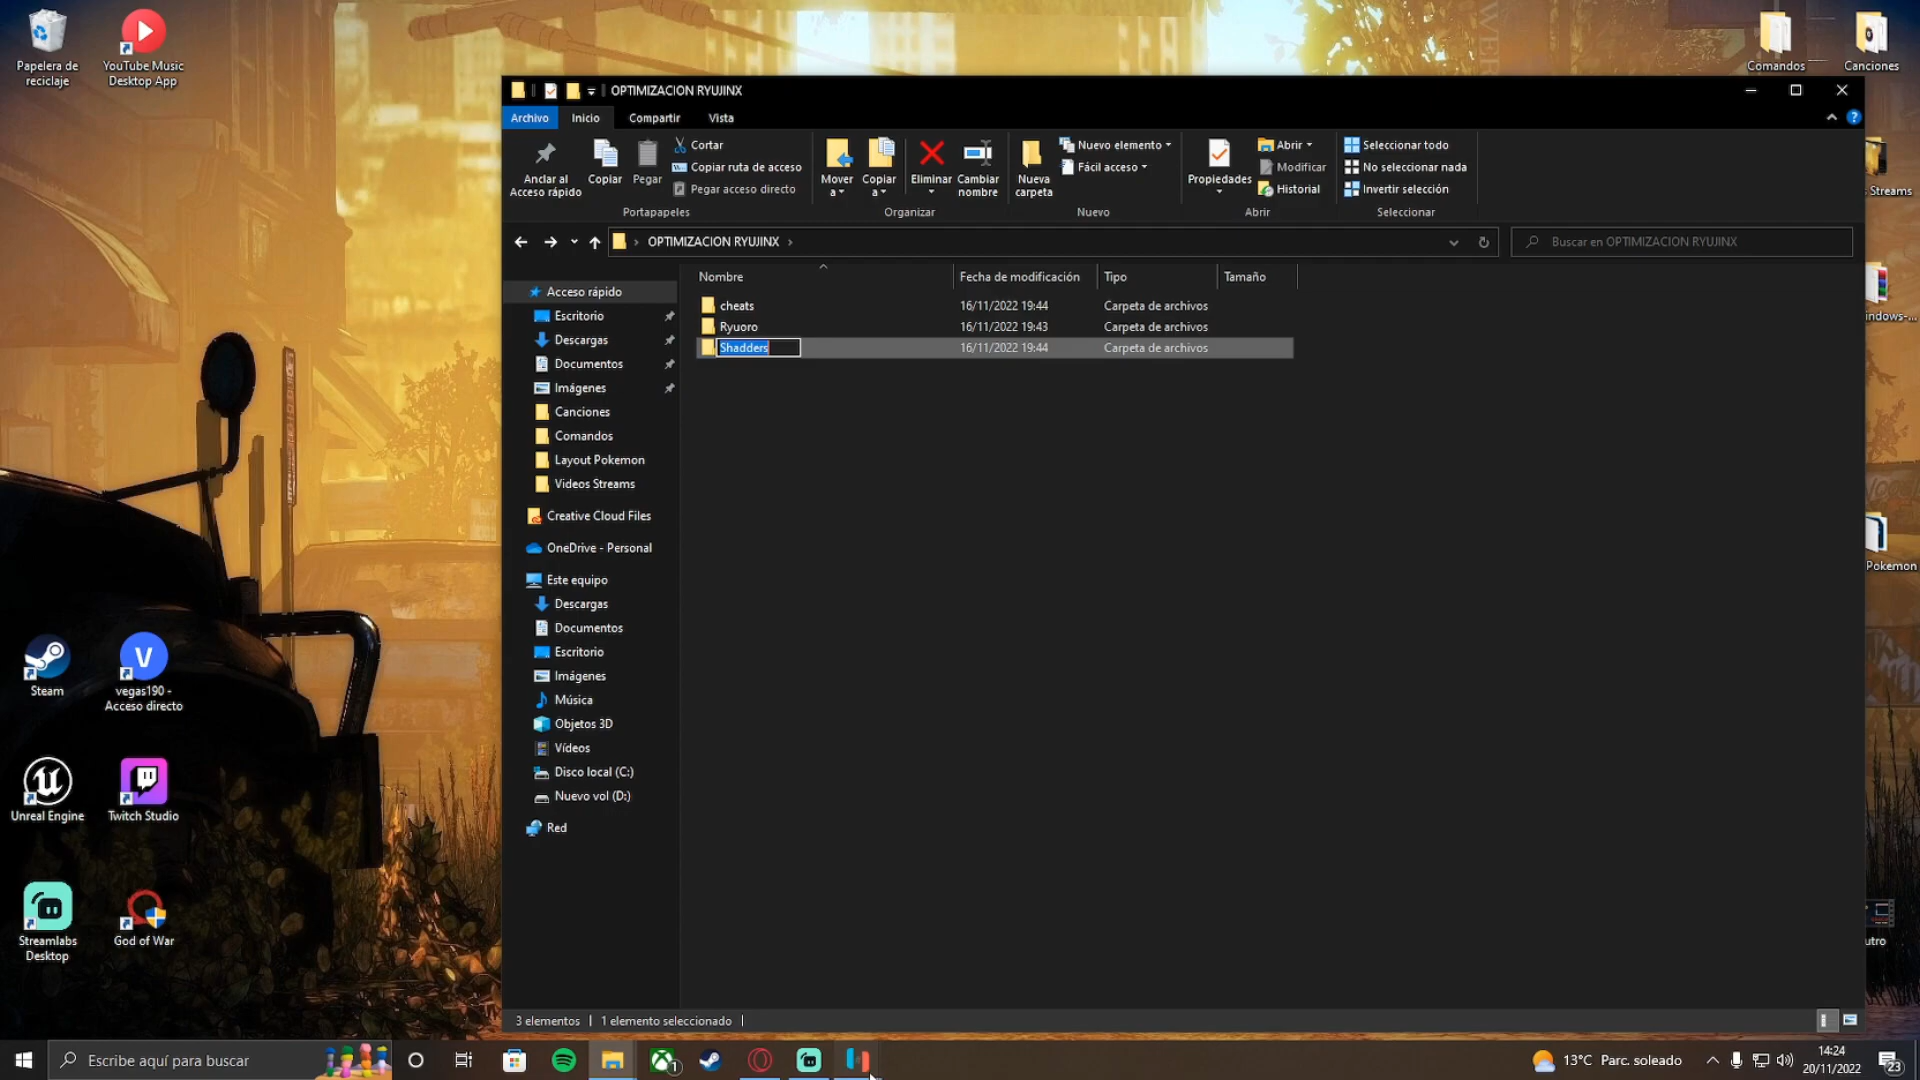 Papelera de
reciclaje
YouTube Music
Desktop App
Comandos
Canciones
OPTIMIZACION RYUJINX
Archivo
Inicio
Compartir
Vista
Anclar al
Acceso rápido
Copiar
Pegar
Cortar
Copiar ruta de acceso
Pegar acceso directo
Portapapeles
Mover
a
Copiar
a
Eliminar
Cambiar
nombre
Organizar
Nueva
carpeta
Nuevo elemento
Fácil acceso
Nuevo
Propiedades
Abrir
Modificar
Historial
Abrir
Seleccionar todo
No seleccionar nada
Invertir selección
Seleccionar
Streams
OPTIMIZACION RYUJINX
Buscar en OPTIMIZACION RYUJINX
Nombre
Fecha de modificación
Tipo
Tamaño
cheats 16/11/2022 19:44 Carpeta de archivos
Ryuoro 16/11/2022 19:43 Carpeta de archivos
Shadders 16/11/2022 19:44 Carpeta de archivos
Acceso rápido
Escritorio
Descargas
Documentos
Imágenes
Canciones
Comandos
Layout Pokemon
Videos Streams
Creative Cloud Files
OneDrive - Personal
Este equipo
Descargas
Documentos
Escritorio
Imágenes
Música
Objetos 3D
Vídeos
Disco local (C:)
Nuevo vol (D:)
Red
indows-...
Pokemon
utro
Steam
V
vegas190 -
Acceso directo
Unreal Engine
Twitch Studio
Streamlabs
Desktop
God of War
3 elementos
1 elemento seleccionado
Escribe aquí para buscar
1
13°C Parc. soleado
14:24
20/11/2022
23